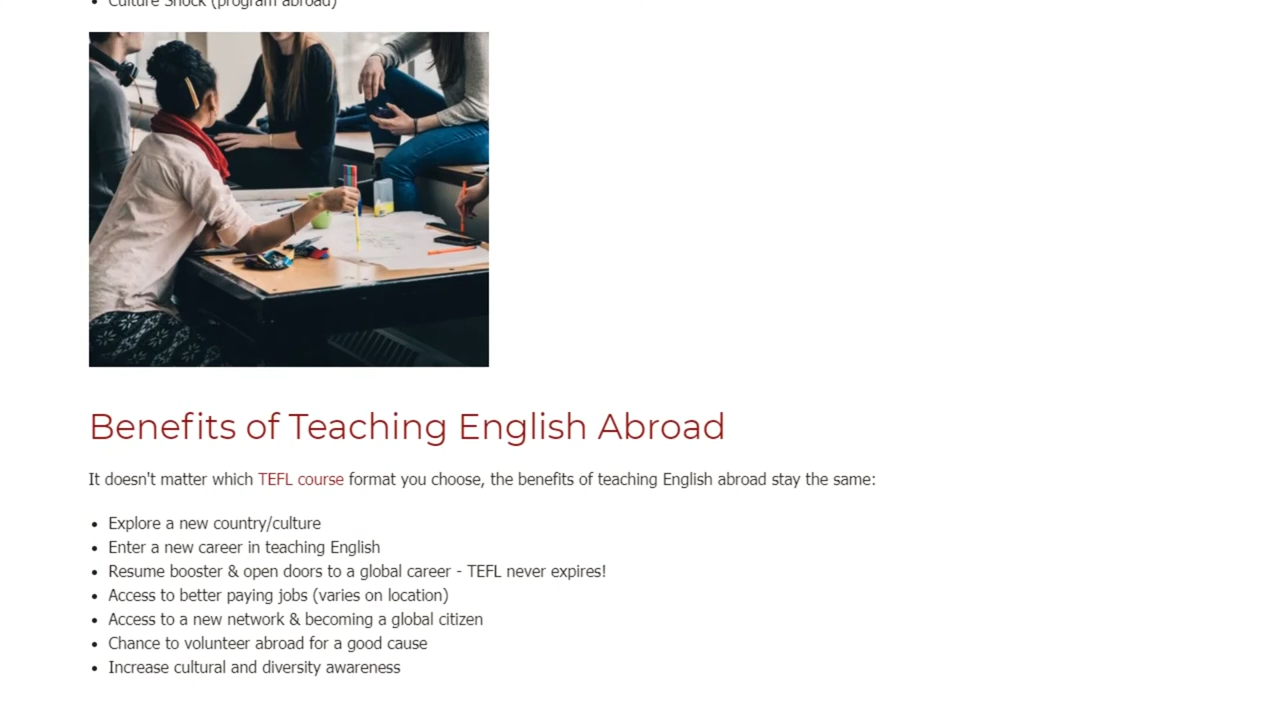 • Culture Shock (program abroad)
Benefits of Teaching English Abroad
It doesn't matter which TEFL course format you choose, the benefits of teaching English abroad stay the same:
• Explore a new country/culture
• Enter a new career in teaching English
• Resume booster & open doors to a global career - TEFL never expires!
• Access to better paying jobs (varies on location)
• Access to a new network & becoming a global citizen
• Chance to volunteer abroad for a good cause
• Increase cultural and diversity awareness